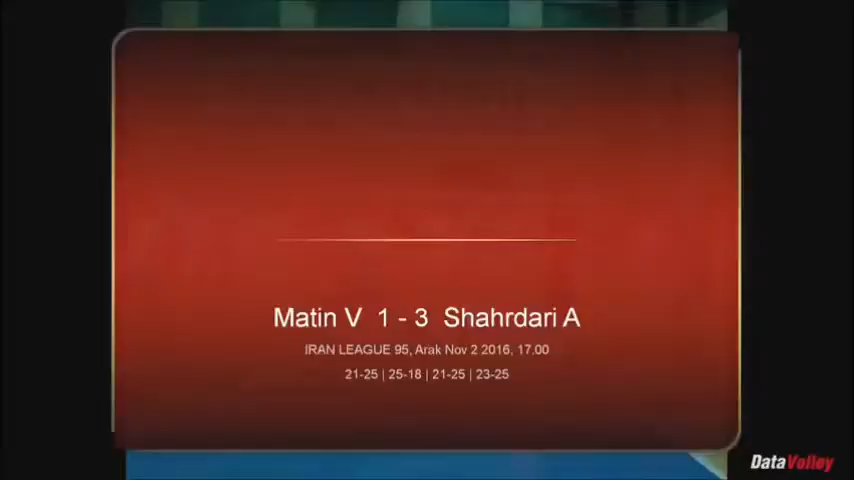 Matin V 1 - 3 Shahrdari A
IRAN LEAGUE 95, Arak Nov 2 2016, 17.00
21-25 | 25-18 | 21-25 | 23-25
DataVolley